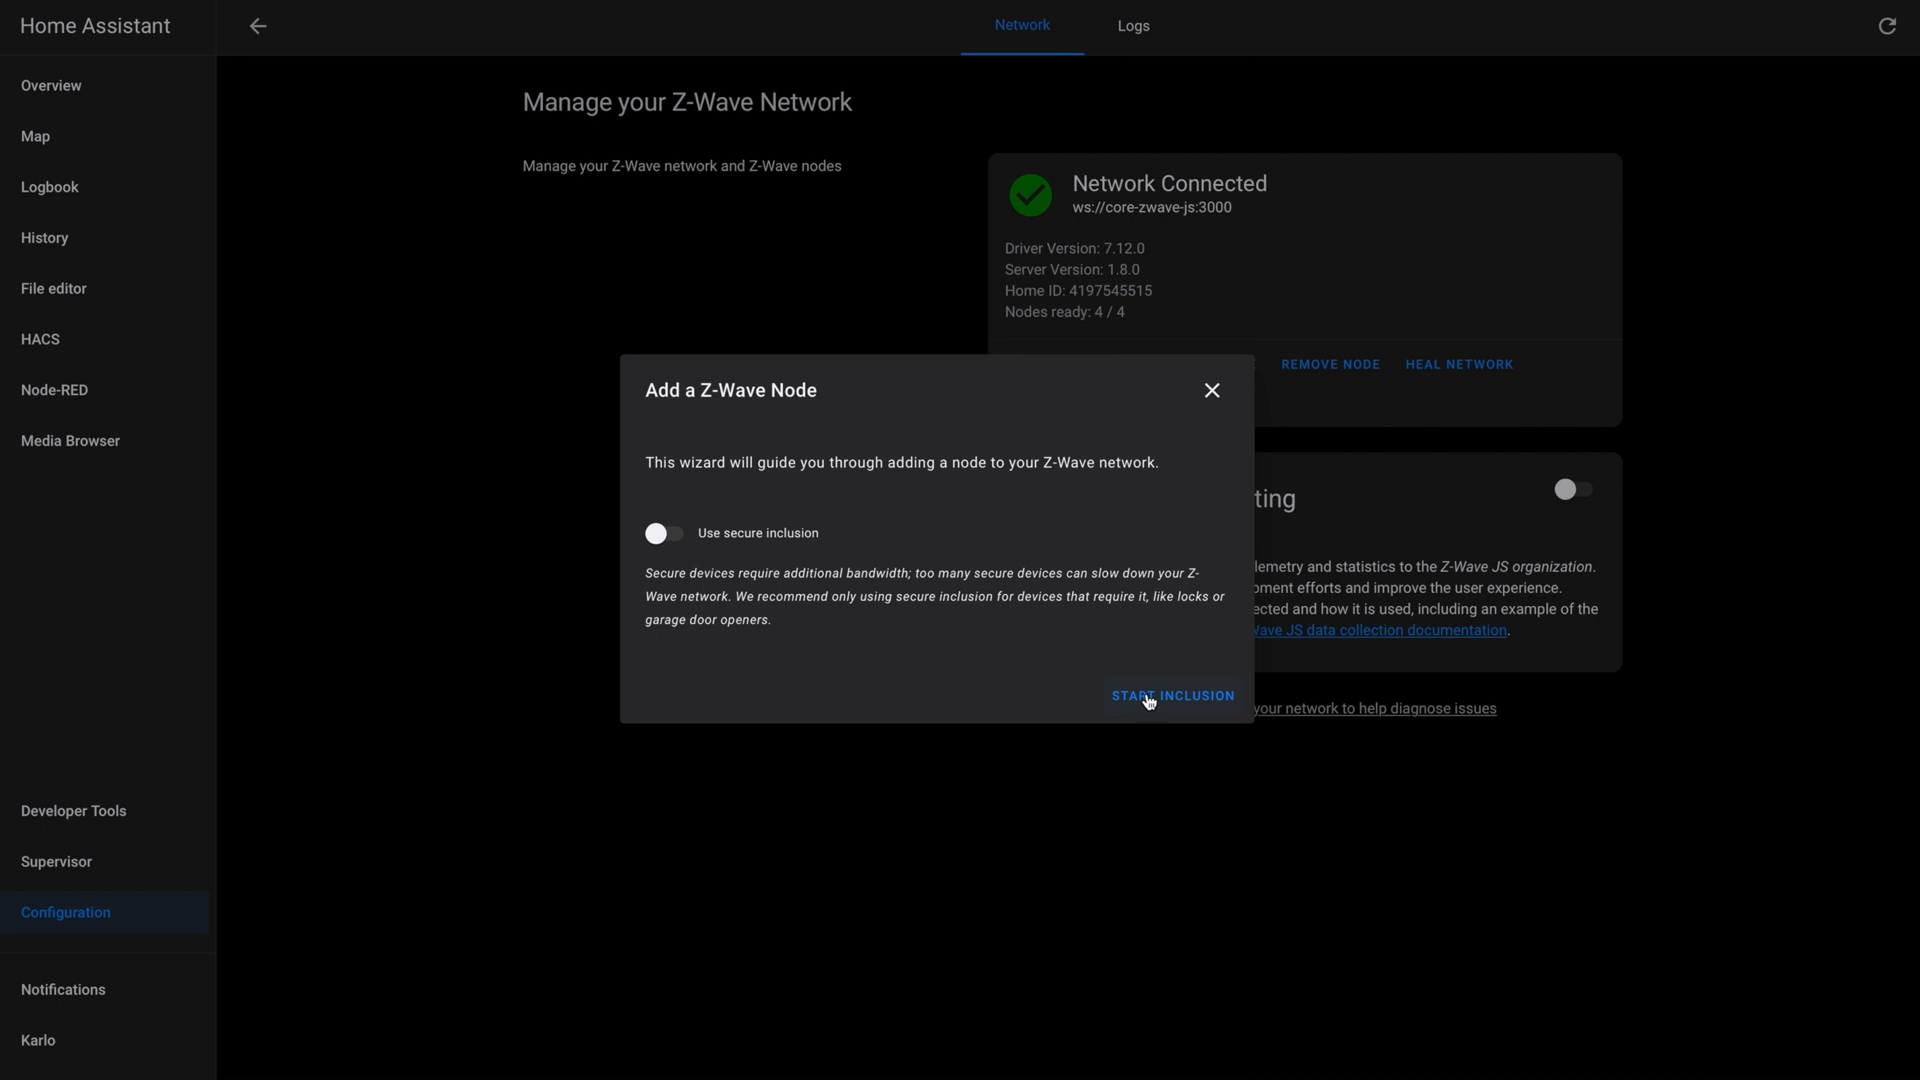 Home Assistant
Network
Logs
Overview
Map
Logbook
History
File editor
HACS
Node-RED
Media Browser
Developer Tools
Supervisor
Configuration
Notifications
Karlo
Manage your Z-Wave Network
Manage your Z-Wave network and Z-Wave nodes
Network Connected
ws://core-zwave-js:3000
Driver Version: 7.12.0
Server Version: 1.8.0
Home ID: 4197545515
Nodes ready: 4 / 4
REMOVE NODE
HEAL NETWORK
Add a Z-Wave Node
This wizard will guide you through adding a node to your Z-Wave network.
Use secure inclusion
Secure devices require additional bandwidth; too many secure devices can slow down your Z-
Wave network. We recommend only using secure inclusion for devices that require it, like locks or
garage door openers.
START INCLUSION
ting
lemetry and statistics to the Z-Wave JS organization.
pment efforts and improve the user experience.
ected and how it is used, including an example of the
Wave JS data collection documentation.
your network to help diagnose issues